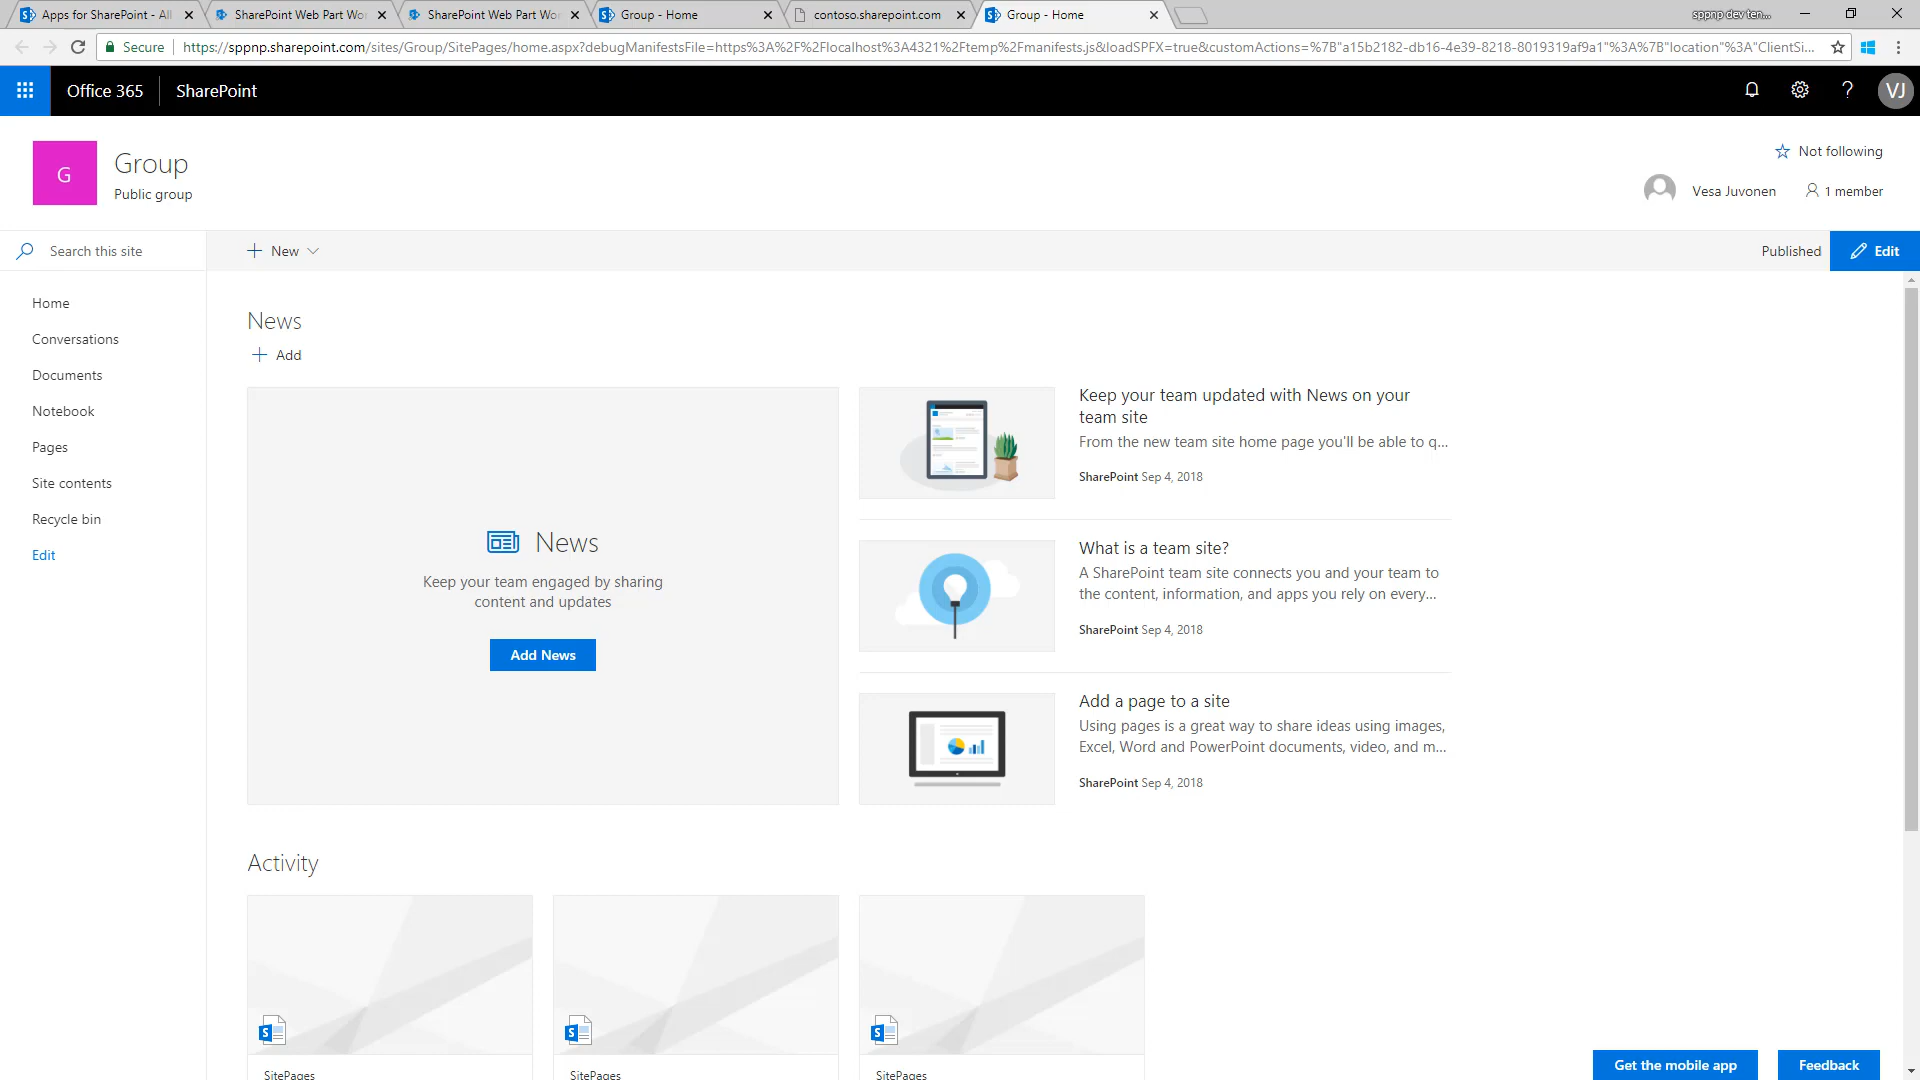 Apps for SharePoint - All
SharePoint Web Part Wor
SharePoint Web Part Wor
Group - Home
contoso.sharepoint.com
Group - Home
sppnp dev ten...
Secure
https://sppnp.sharepoint.com/sites/Group/SitePages/home.aspx?debugManifestsFile=https%3A%2F%2Flocalhost%3A4321%2Ftemp%2Fmanifests.js&loadSPFX=true&customActions=%7B"a15b2182-db16-4e39-8218-8019319af9a1"%3A%7B"location"%3A"ClientSi...
Office 365
SharePoint
VJ
G
Group
Public group
Not following
Vesa Juvonen
1 member
Search this site
New
Published
Edit
Home
Conversations
Documents
Notebook
Pages
Site contents
Recycle bin
Edit
News
Add
News
Keep your team engaged by sharing
content and updates
Add News
Keep your team updated with News on your
team site
From the new team site home page you'll be able to q...
SharePoint Sep 4, 2018
What is a team site?
A SharePoint team site connects you and your team to
the content, information, and apps you rely on every...
SharePoint Sep 4, 2018
Add a page to a site
Using pages is a great way to share ideas using images,
Excel, Word and PowerPoint documents, video, and m...
SharePoint Sep 4, 2018
Activity
SitePages
SitePages
SitePages
Get the mobile app
Feedback